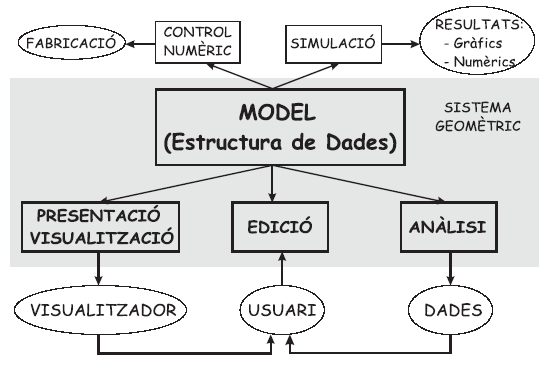 FABRICACIÓ
CONTROL
NUMÈRIC
SIMULACIÓ
RESULTATS:
- Gràfics
- Numèrics
MODEL
(Estructura de Dades)
SISTEMA
GEOMÈTRIC
PRESENTACIÓ
VISUALITZACIÓ
EDICIÓ
ANÀLISI
VISUALITZADOR
USUARI
DADES